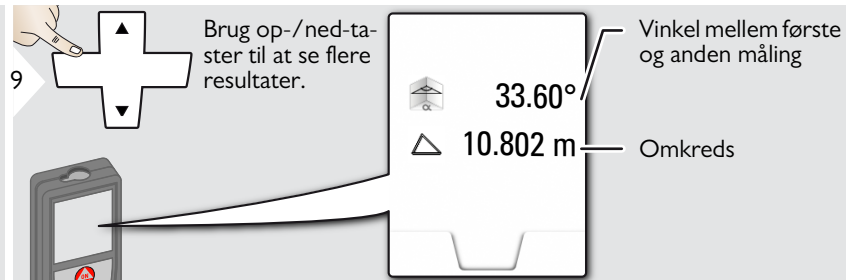 9
Brug op-/ned-ta-
ster til at se flere
resultater.
α
33.60°
10.802 m
Vinkel mellem første
og anden måling
Omkreds
ON